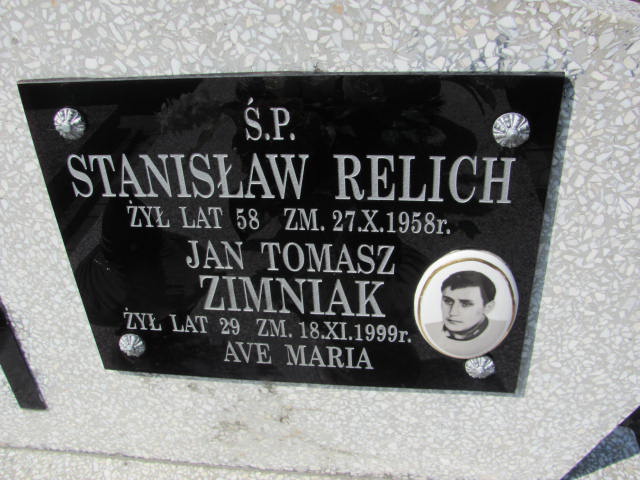 Ś.P.
STANISŁAW RELICH
ŻYŁ LAT 58 ZM. 27.X.1958r.
JAN TOMASZ
ZIMNIAK
ŻYŁ LAT 29 ZM. 18.XI.1999r.
AVE MARIA